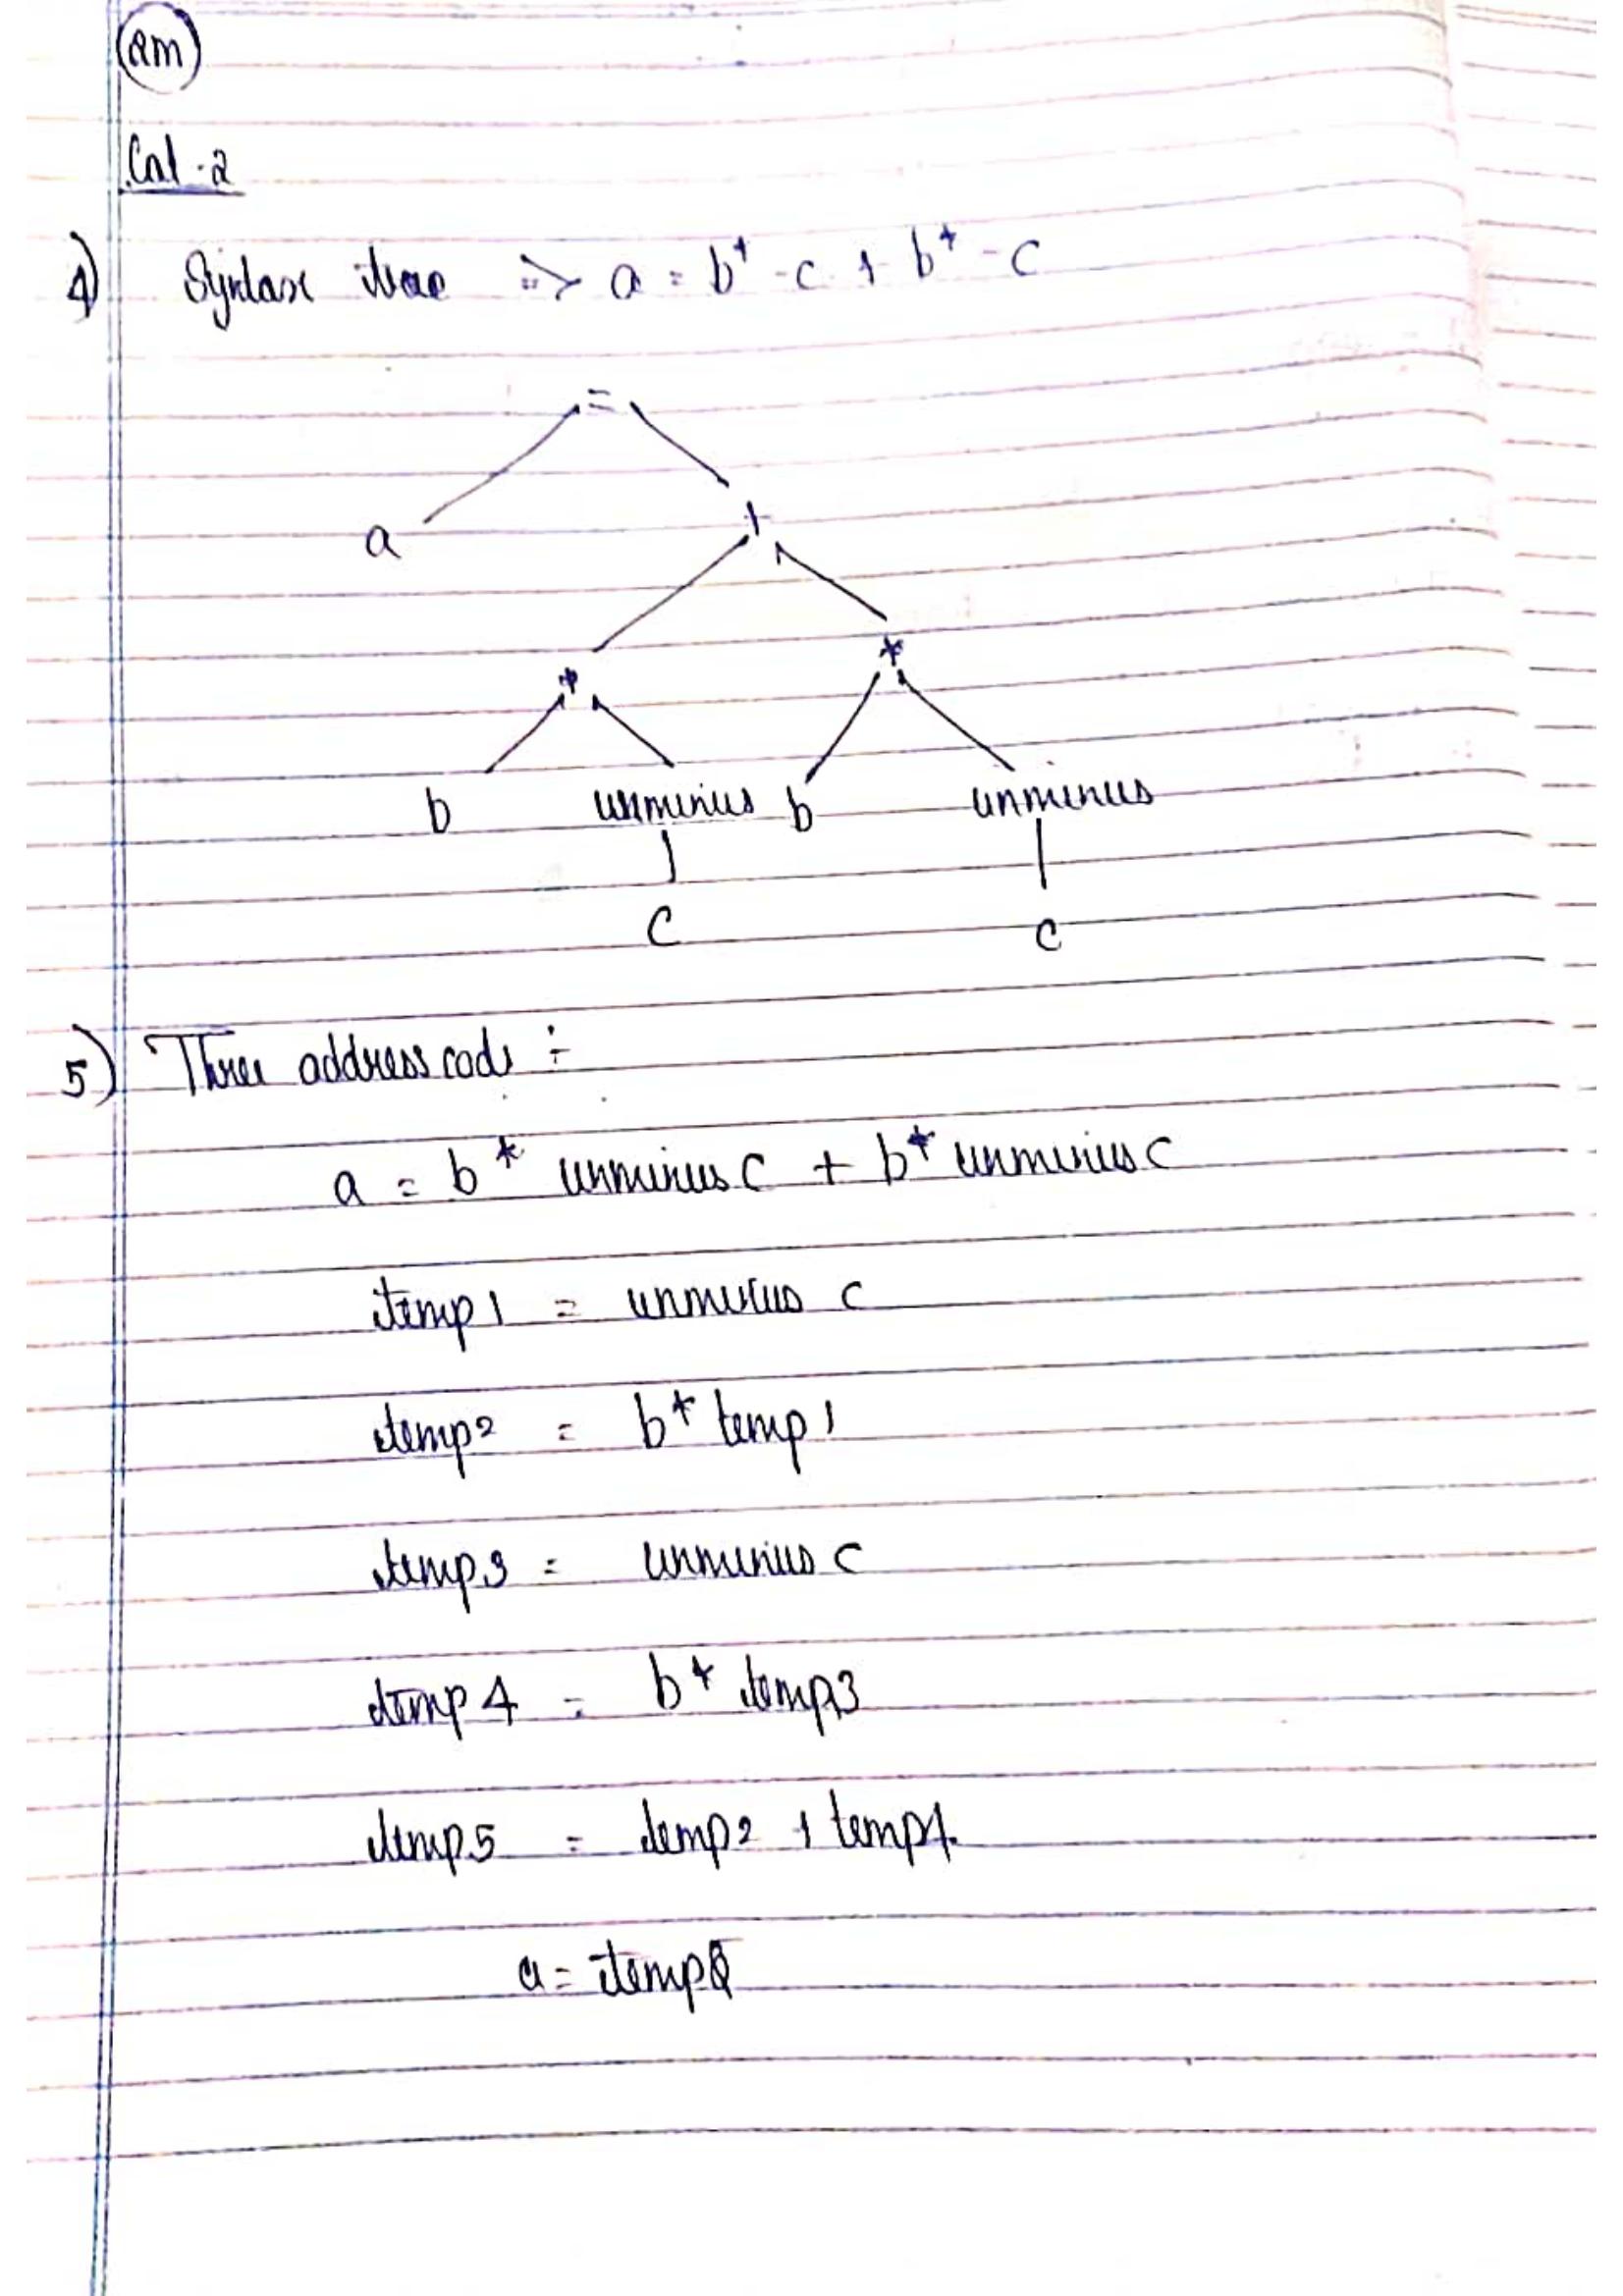 am
Cal-2
4) Syntax tree => a = b* -c + b* -c
=
a +
* *
b unminus b unminus
c c
5) Three address code :-
a = b* unminus c + b* unminus c
temp1 = unminus c
temp2 = b* temp1
temp3 = unminus c
temp4 = b* temp3
temp5 = temp2 + temp4.
a =